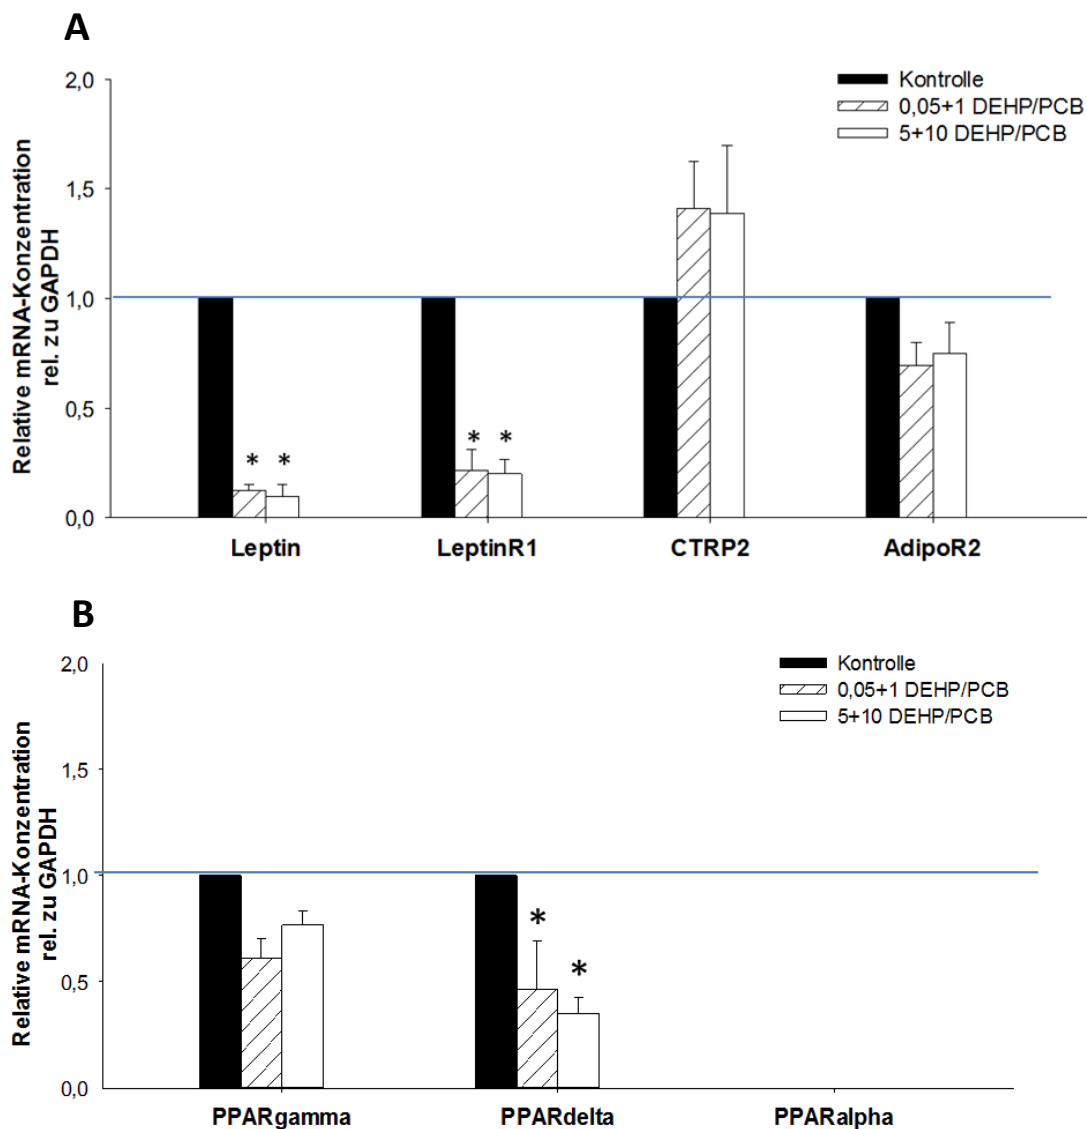 A
Relative mRNA-Konzentration
rel. zu GAPDH
2,0
1,5
1,0
0,5
0,0
Kontrolle
0,05+1 DEHP/PCB
5+10 DEHP/PCB
* * * *
Leptin LeptinR1 CTRP2 AdipoR2
B
Relative mRNA-Konzentration
rel. zu GAPDH
2,0
1,5
1,0
0,5
0,0
Kontrolle
0,05+1 DEHP/PCB
5+10 DEHP/PCB
*
*
PPARgamma PPARdelta PPARalpha